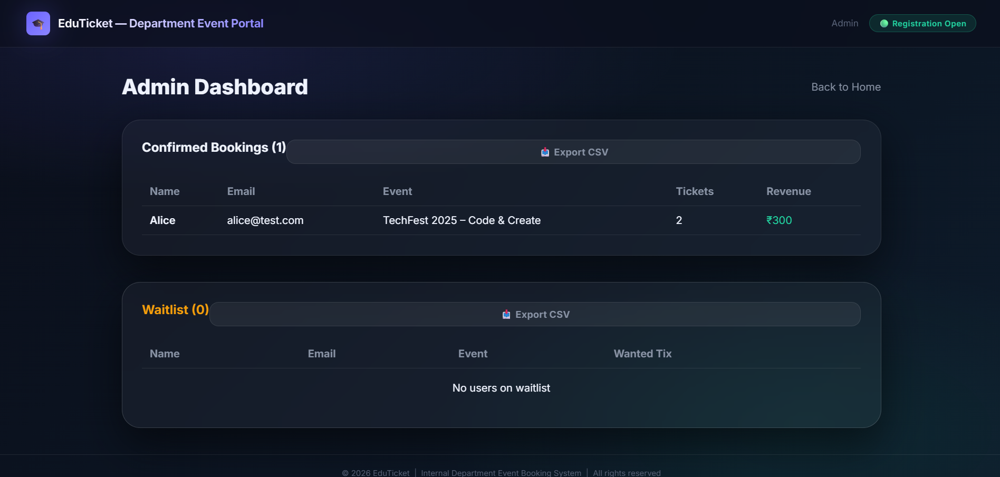 EduTicket — Department Event Portal
Admin
Registration Open
Admin Dashboard
Back to Home
Confirmed Bookings (1)
Export CSV
Name Email Event Tickets Revenue
Alice alice@test.com TechFest 2025 – Code & Create 2 ₹300
Waitlist (0)
Export CSV
Name Email Event Wanted Tix
No users on waitlist
© 2026 EduTicket | Internal Department Event Booking System | All rights reserved